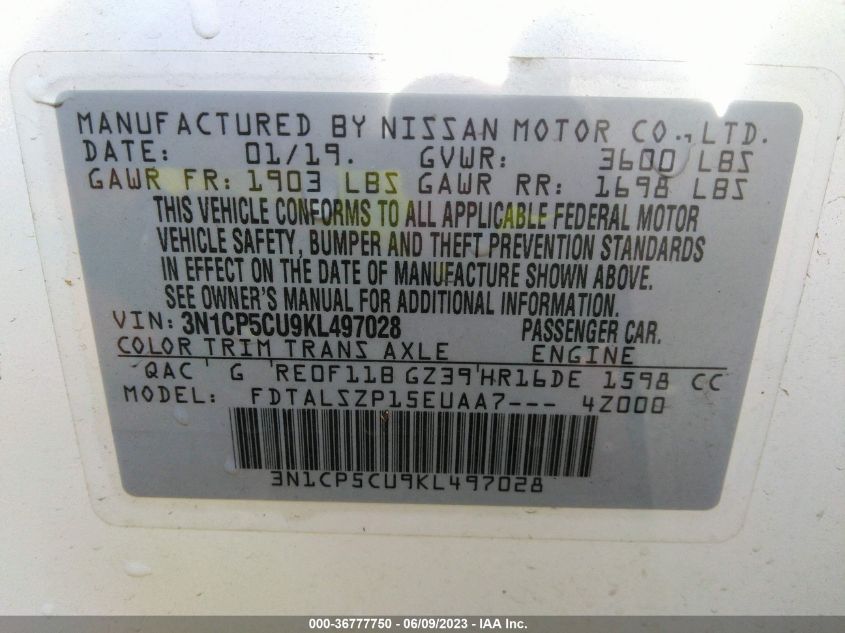 MANUFACTURED BY NISSAN MOTOR CO., LTD.
DATE: 01/19. GVWR: 3600 LBS
GAWR FR: 1903 LBS GAWR RR: 1698 LBS
THIS VEHICLE CONFORMS TO ALL APPLICABLE FEDERAL MOTOR
VEHICLE SAFETY, BUMPER AND THEFT PREVENTION STANDARDS
IN EFFECT ON THE DATE OF MANUFACTURE SHOWN ABOVE.
SEE OWNER'S MANUAL FOR ADDITIONAL INFORMATION.
VIN: 3N1CP5CU9KL497028 PASSENGER CAR.
COLOR TRIM TRANS AXLE ENGINE
QAC G RE0F11B GZ39 HR16DE 1598 CC
MODEL: FDTALSZP15EUAA7--- 4Z000
3N1CP5CU9KL497028
000-36777750 - 06/09/2023 - IAA Inc.